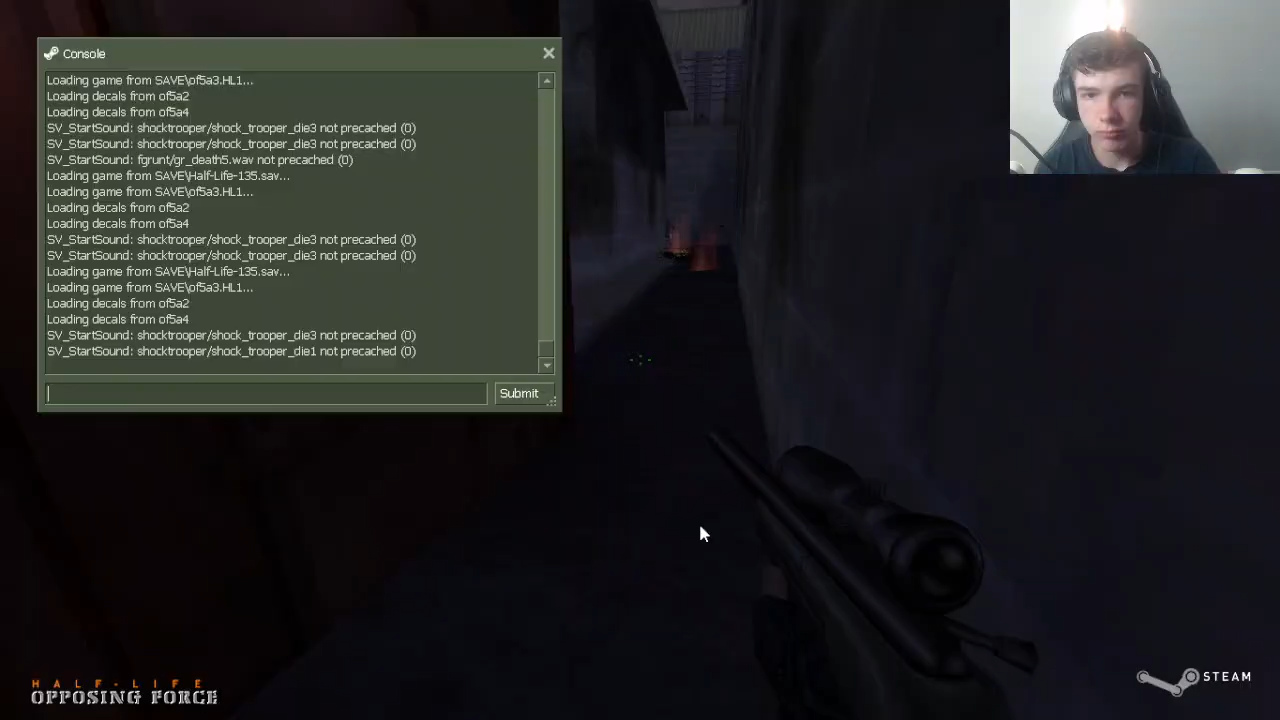 Console
Loading game from SAVE\of5a3.HL1...
Loading decals from of5a2
Loading decals from of5a4
SV_StartSound: shocktrooper/shock_trooper_die3 not precached (0)
SV_StartSound: shocktrooper/shock_trooper_die3 not precached (0)
SV_StartSound: fgrunt/gr_death5.wav not precached (0)
Loading game from SAVE\Half-Life-135.sav...
Loading game from SAVE\of5a3.HL1...
Loading decals from of5a2
Loading decals from of5a4
SV_StartSound: shocktrooper/shock_trooper_die3 not precached (0)
SV_StartSound: shocktrooper/shock_trooper_die3 not precached (0)
Loading game from SAVE\Half-Life-135.sav...
Loading game from SAVE\of5a3.HL1...
Loading decals from of5a2
Loading decals from of5a4
SV_StartSound: shocktrooper/shock_trooper_die3 not precached (0)
SV_StartSound: shocktrooper/shock_trooper_die1 not precached (0)
Submit
HALF-LIFE
OPPOSING FORCE
STEAM